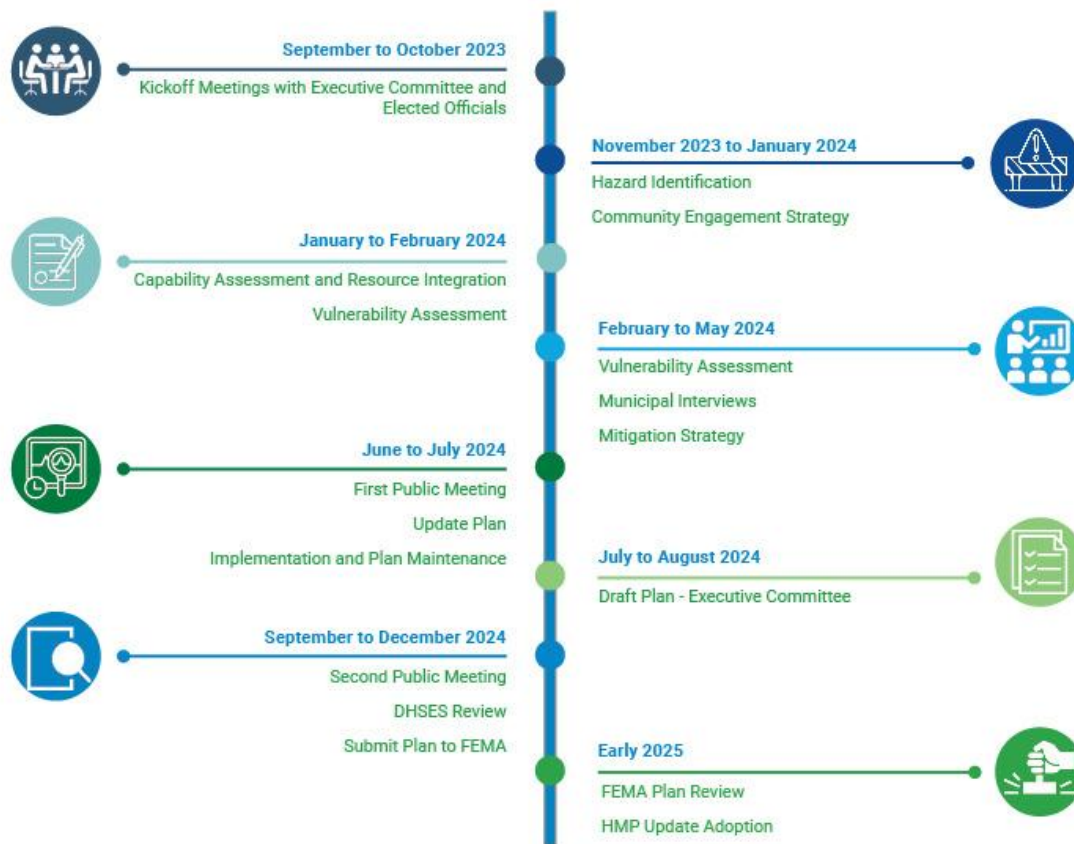 September to October 2023
Kickoff Meetings with Executive Committee and
Elected Officials
November 2023 to January 2024
Hazard Identification
Community Engagement Strategy
January to February 2024
Capability Assessment and Resource Integration
Vulnerability Assessment
February to May 2024
Vulnerability Assessment
Municipal Interviews
Mitigation Strategy
June to July 2024
First Public Meeting
Update Plan
Implementation and Plan Maintenance
July to August 2024
Draft Plan - Executive Committee
September to December 2024
Second Public Meeting
DHSES Review
Submit Plan to FEMA
Early 2025
FEMA Plan Review
HMP Update Adoption